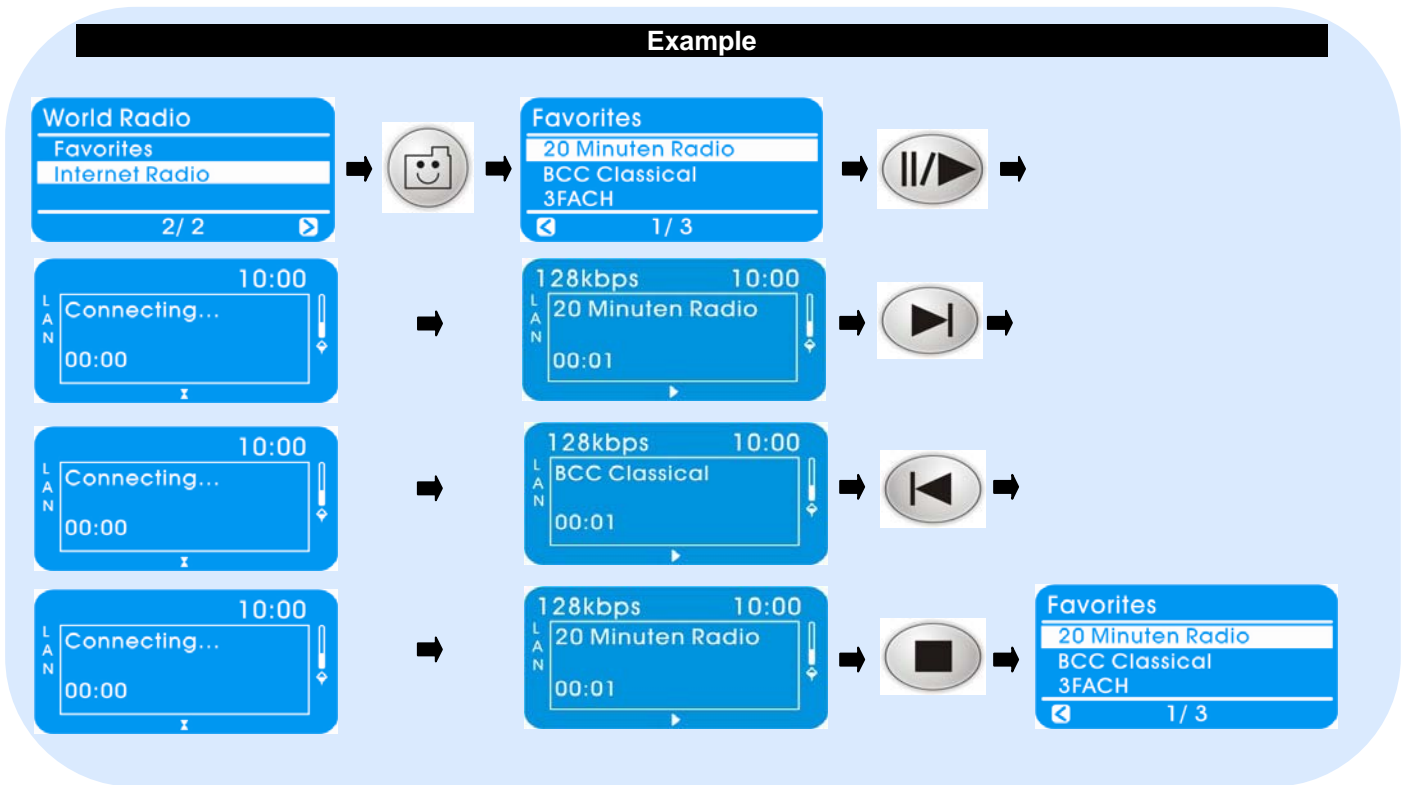 Example
World Radio
Favorites
Internet Radio
2/ 2
Favorites
20 Minuten Radio
BCC Classical
3FACH
1/ 3
10:00
LAN
Connecting...
00:00
128kbps 10:00
LAN
20 Minuten Radio
00:01
10:00
LAN
Connecting...
00:00
128kbps 10:00
LAN
BCC Classical
00:01
10:00
LAN
Connecting...
00:00
128kbps 10:00
LAN
20 Minuten Radio
00:01
Favorites
20 Minuten Radio
BCC Classical
3FACH
1/ 3